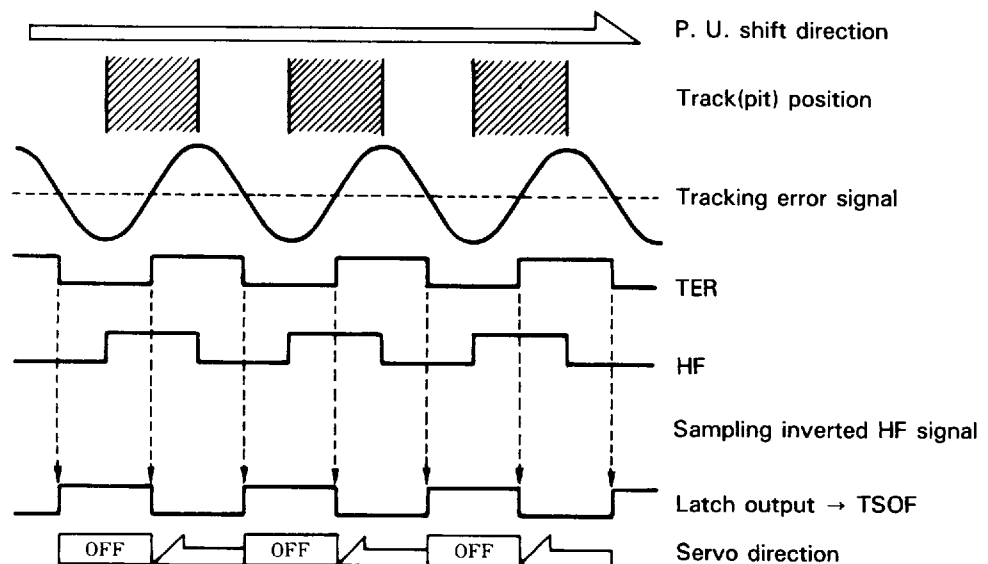 P. U. shift direction
Track(pit) position
Tracking error signal
TER
HF
Sampling inverted HF signal
Latch output → TSOF
OFF OFF OFF Servo direction